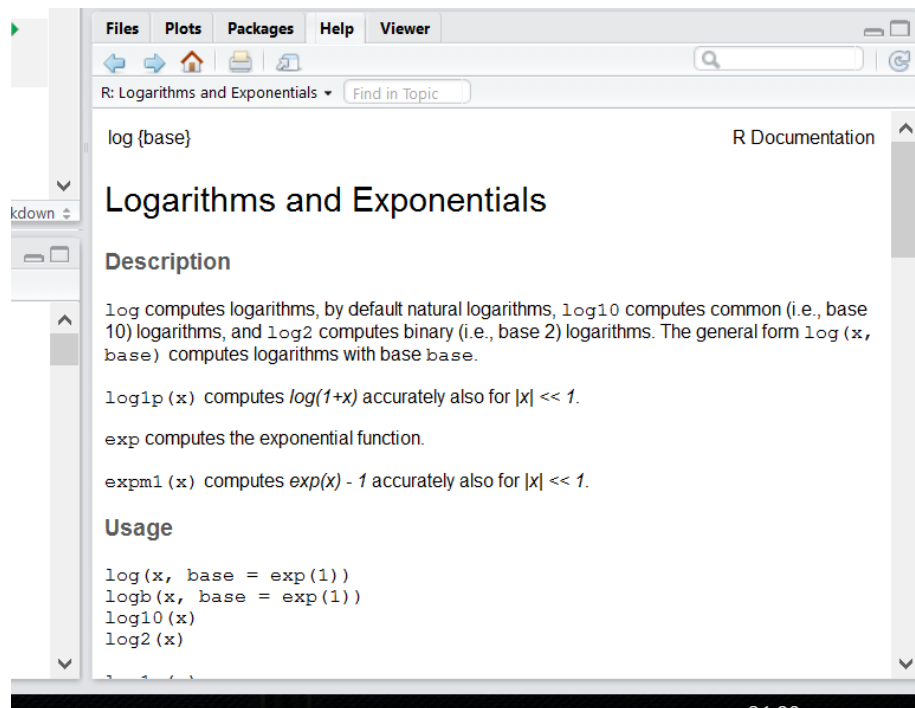 Files Plots Packages Help Viewer
R: Logarithms and Exponentials Find in Topic
log {base} R Documentation
Logarithms and Exponentials
kdown
Description
log computes logarithms, by default natural logarithms, log10 computes common (i.e., base
10) logarithms, and log2 computes binary (i.e., base 2) logarithms. The general form log(x,
base) computes logarithms with base base.
log1p(x) computes log(1+x) accurately also for |x| << 1.
exp computes the exponential function.
expm1(x) computes exp(x) - 1 accurately also for |x| << 1.
Usage
log(x, base = exp(1))
logb(x, base = exp(1))
log10(x)
log2(x)